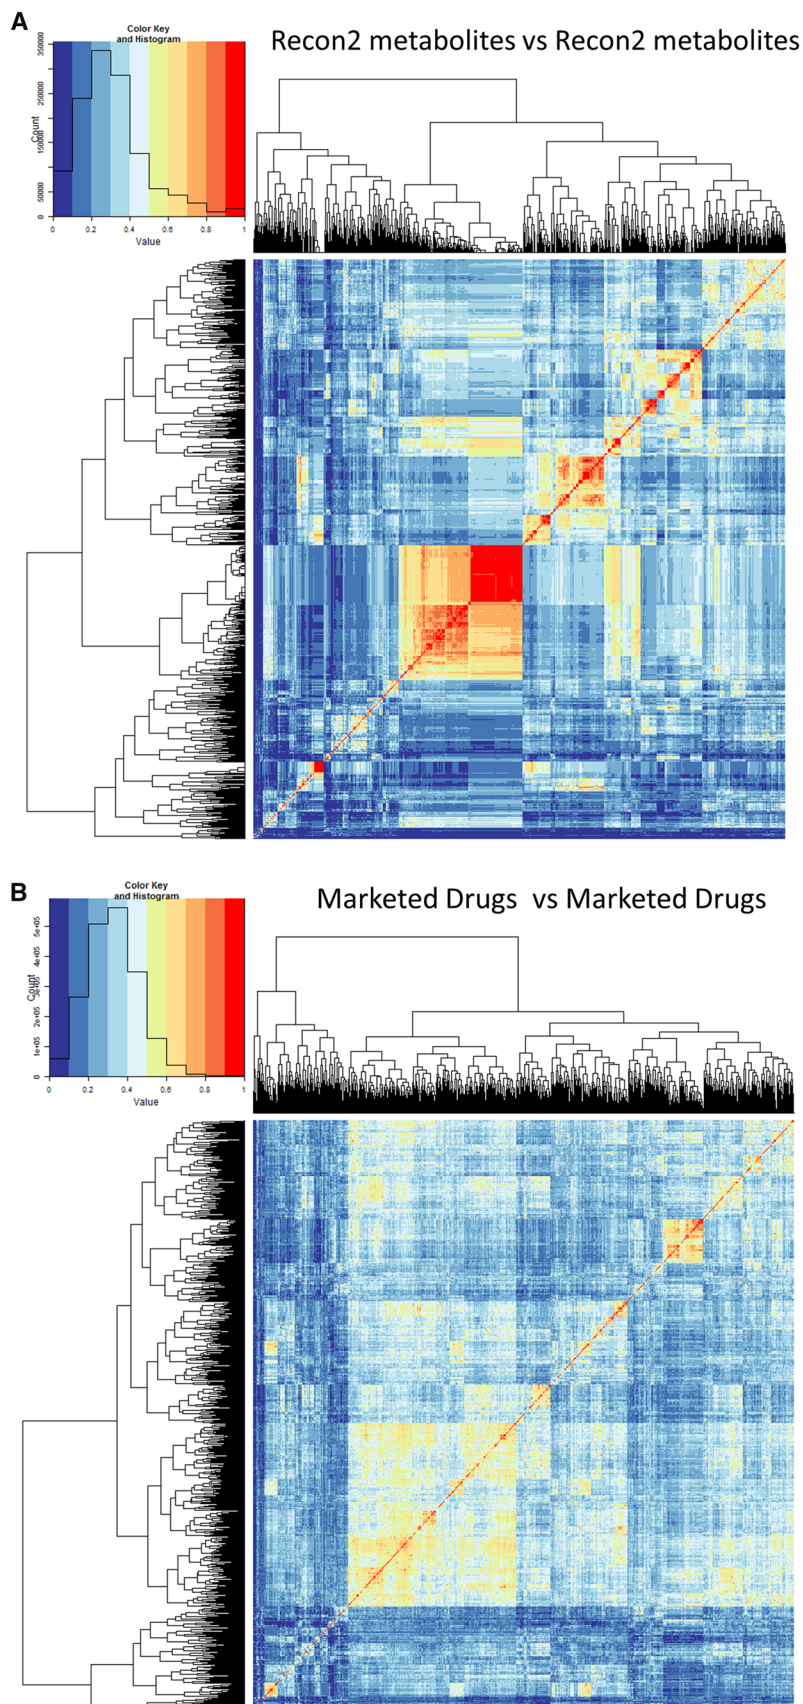 A
Color Key
and Histogram
Recon2 metabolites vs Recon2 metabolites
Count
0
50000
150000
250000
350000
0
0.2
0.4
0.6
0.8
1
Value
B
Color Key
and Histogram
Marketed Drugs vs Marketed Drugs
Count
0
1e+05
2e+05
3e+05
4e+05
5e+05
0
0.2
0.4
0.6
0.8
1
Value